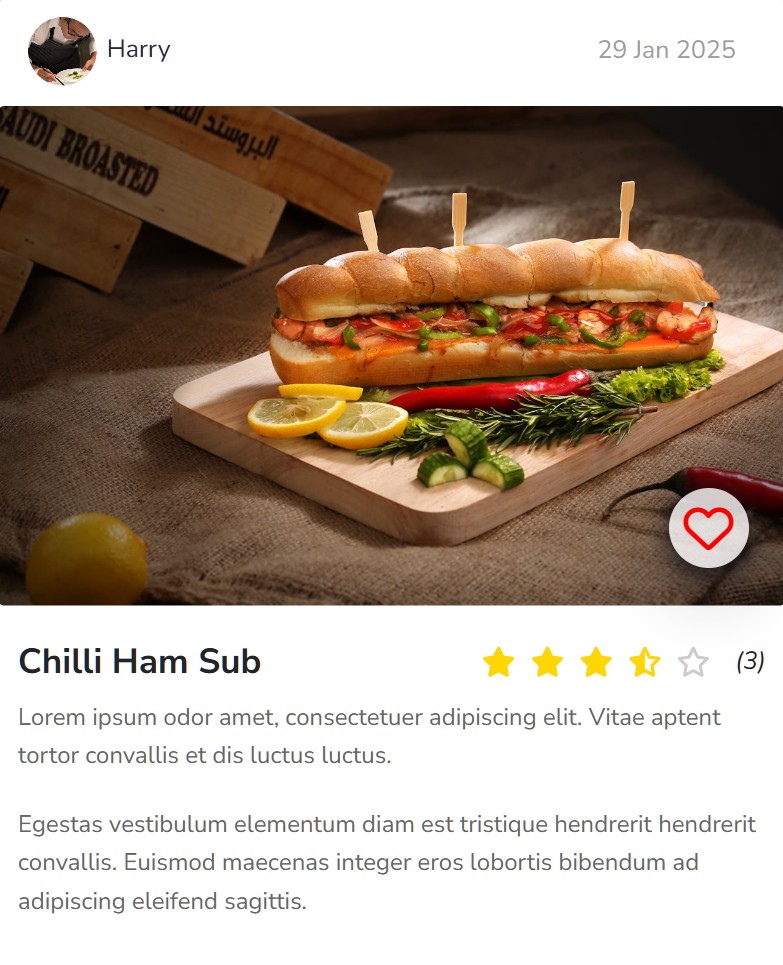 Harry
29 Jan 2025
SAUDI BROASTED
البروستد
Chilli Ham Sub
(3)
Lorem ipsum odor amet, consectetuer adipiscing elit. Vitae aptent
tortor convallis et dis luctus luctus.
Egestas vestibulum elementum diam est tristique hendrerit hendrerit
convallis. Euismod maecenas integer eros lobortis bibendum ad
adipiscing eleifend sagittis.